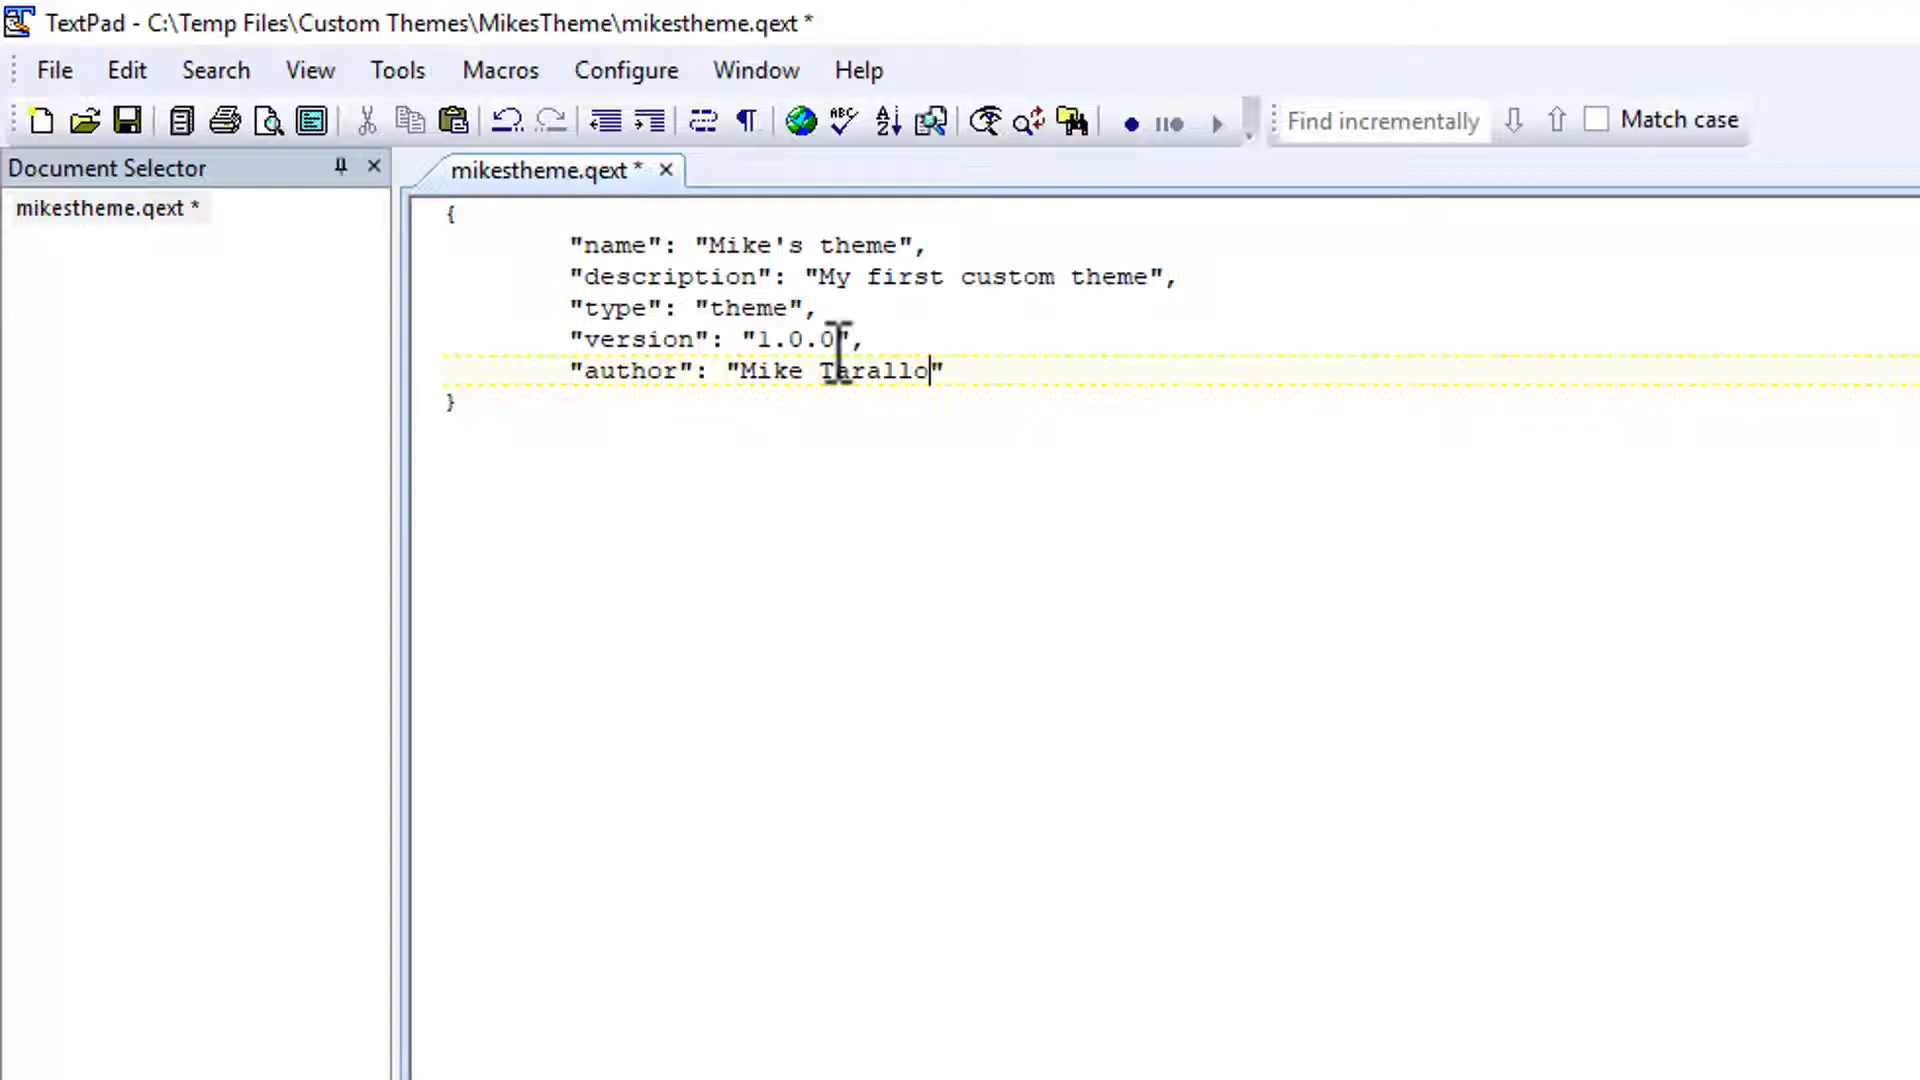 TextPad - C:\Temp Files\Custom Themes\MikesTheme\mikestheme.qext *
File Edit Search View Tools Macros Configure Window Help
Find incrementally Match case
Document Selector
mikestheme.qext *
mikestheme.qext *
{
"name": "Mike's theme",
"description": "My first custom theme",
"type": "theme",
"version": "1.0.0",
"author": "Mike Tarallo"
}